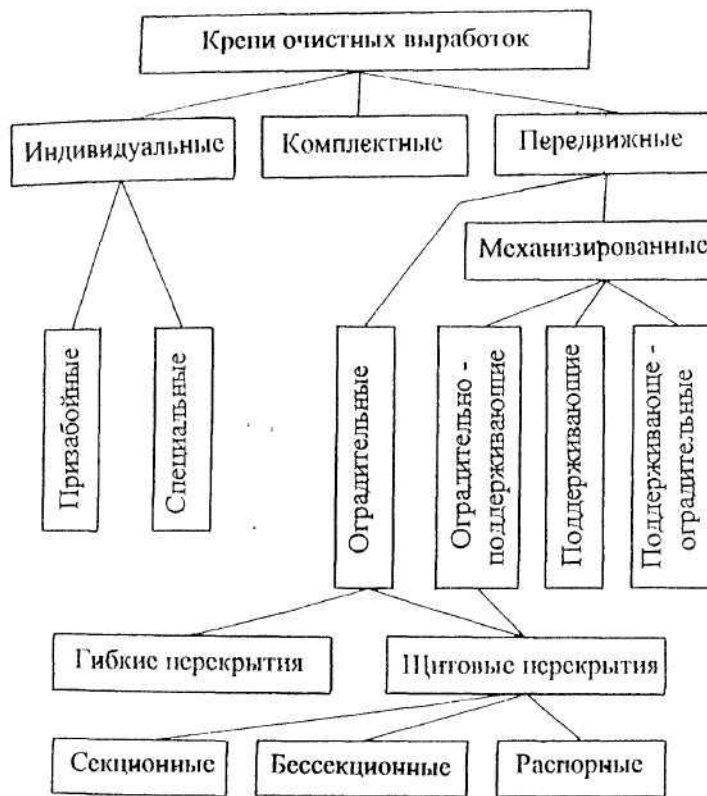 Крепи очистных выработок
Индивидуальные
Комплектные
Передвижные
Механизированные
Призабойные
Специальные
Оградительные
Оградительно -
поддерживающие
Поддерживающие
Поддерживающе -
оградительные
Гибкие перекрытия
Щитовые перекрытия
Секционные
Бессекционные
Распорные